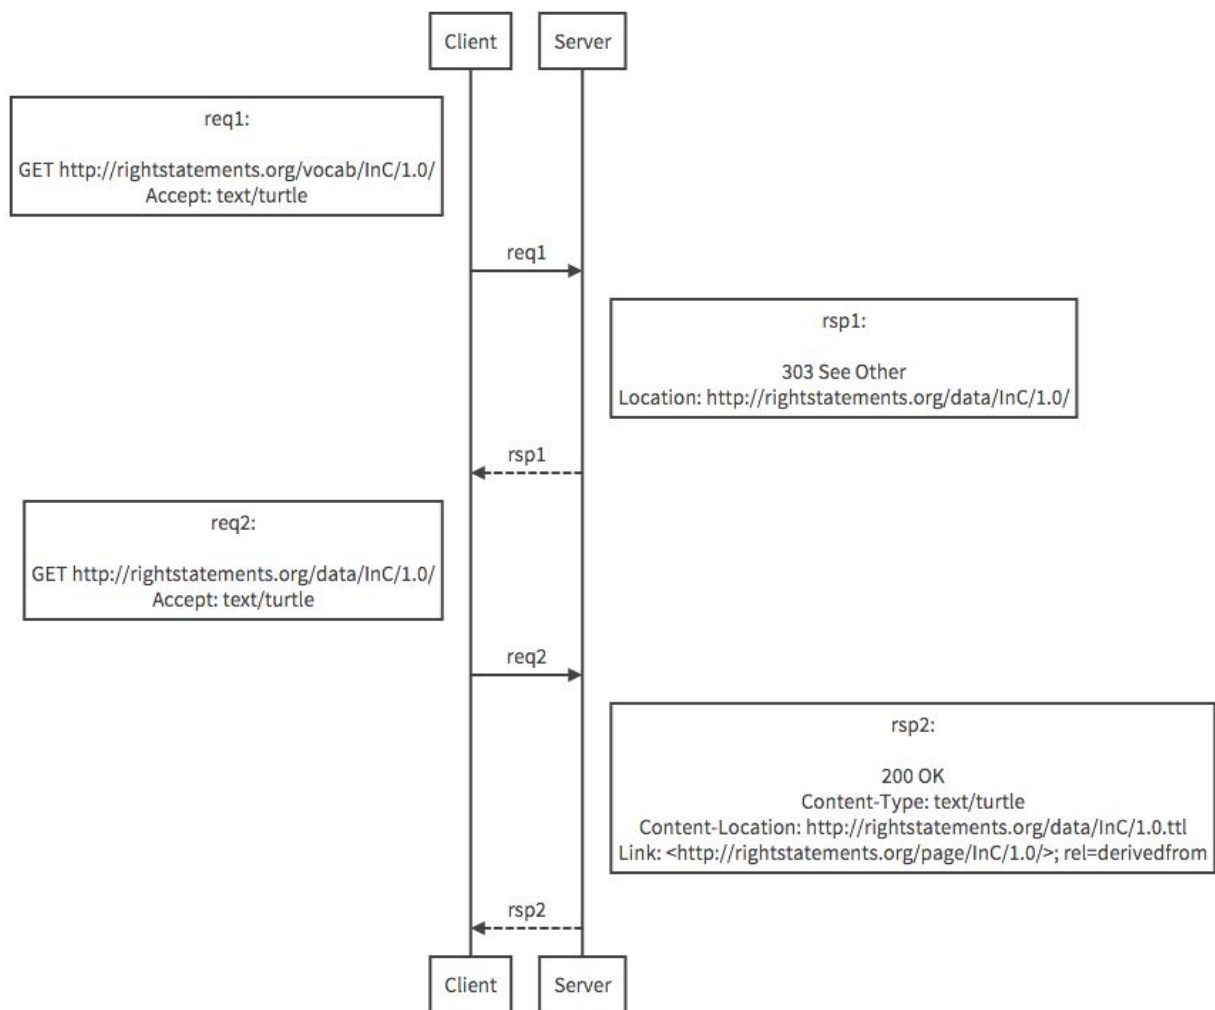 Client
Server
req1:
GET http://rightstatements.org/vocab/InC/1.0/
Accept: text/turtle
req1
rsp1:
303 See Other
Location: http://rightstatements.org/data/InC/1.0/
rsp1
req2:
GET http://rightstatements.org/data/InC/1.0/
Accept: text/turtle
req2
rsp2:
200 OK
Content-Type: text/turtle
Content-Location: http://rightstatements.org/data/InC/1.0.ttl
Link: <http://rightstatements.org/page/InC/1.0/>; rel=derivedfrom
rsp2
Client
Server